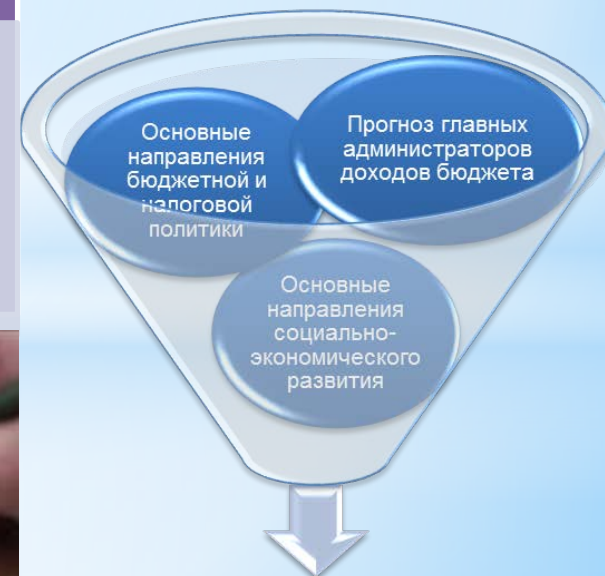 Основные
направления
бюджетной и
налоговой
политики
Прогноз главных
администраторов
доходов бюджета
Основные
направления
социально-
экономического
развития